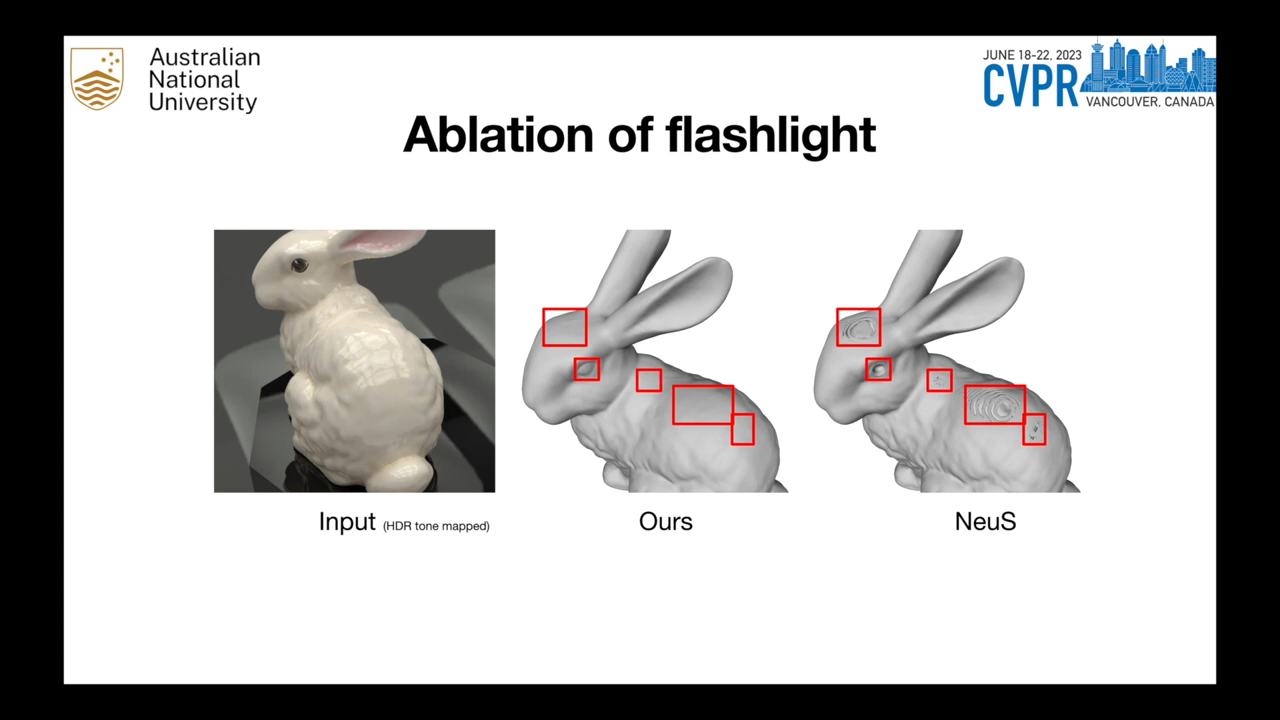 Australian
National
University
JUNE 18-22, 2023
CVPR
VANCOUVER, CANADA
Ablation of flashlight
Input (HDR tone mapped)
Ours
NeuS